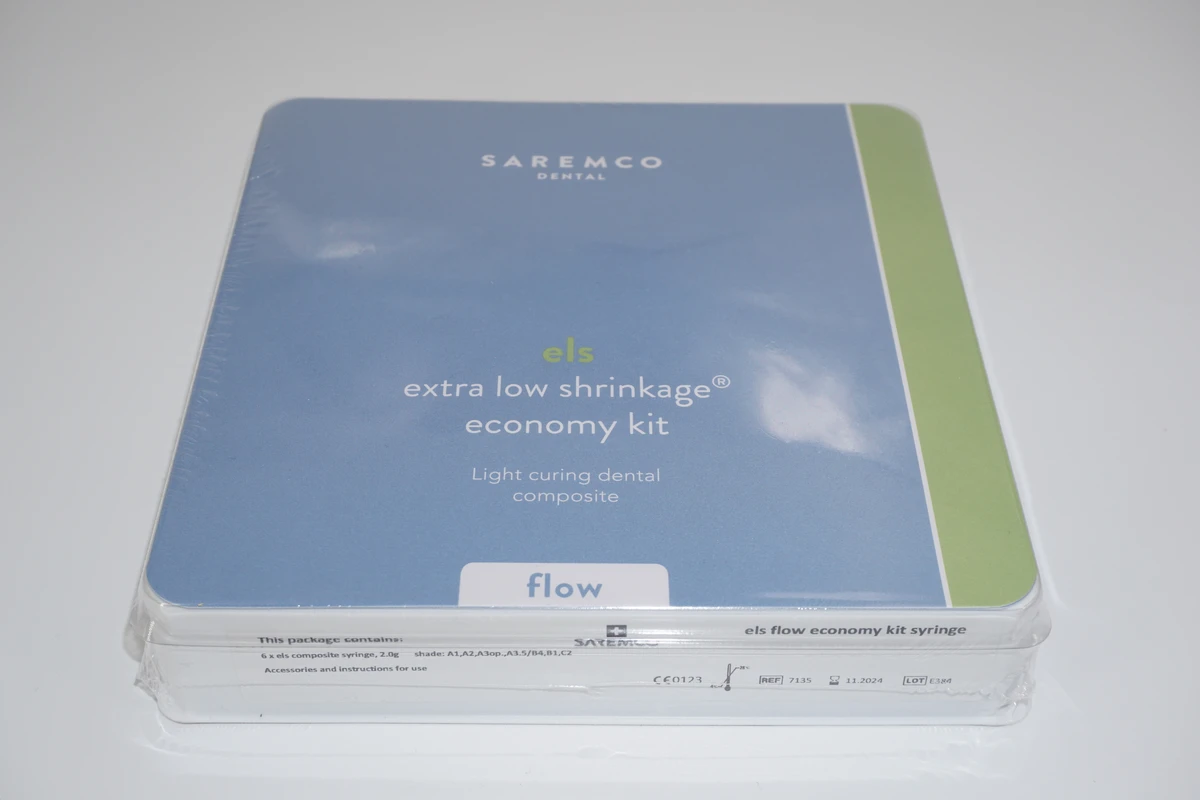 SAREMCO
DENTAL
els
extra low shrinkage®
economy kit
Light curing dental
composite
flow
This package contains:
SAREMCO
els flow economy kit syringe
6 x els composite syringe, 2.0g shade: A1,A2,A3op.,A3.5/B4,B1,C2
Accessories and instructions for use
CE0123
REF 7135
11.2024
LOT E384